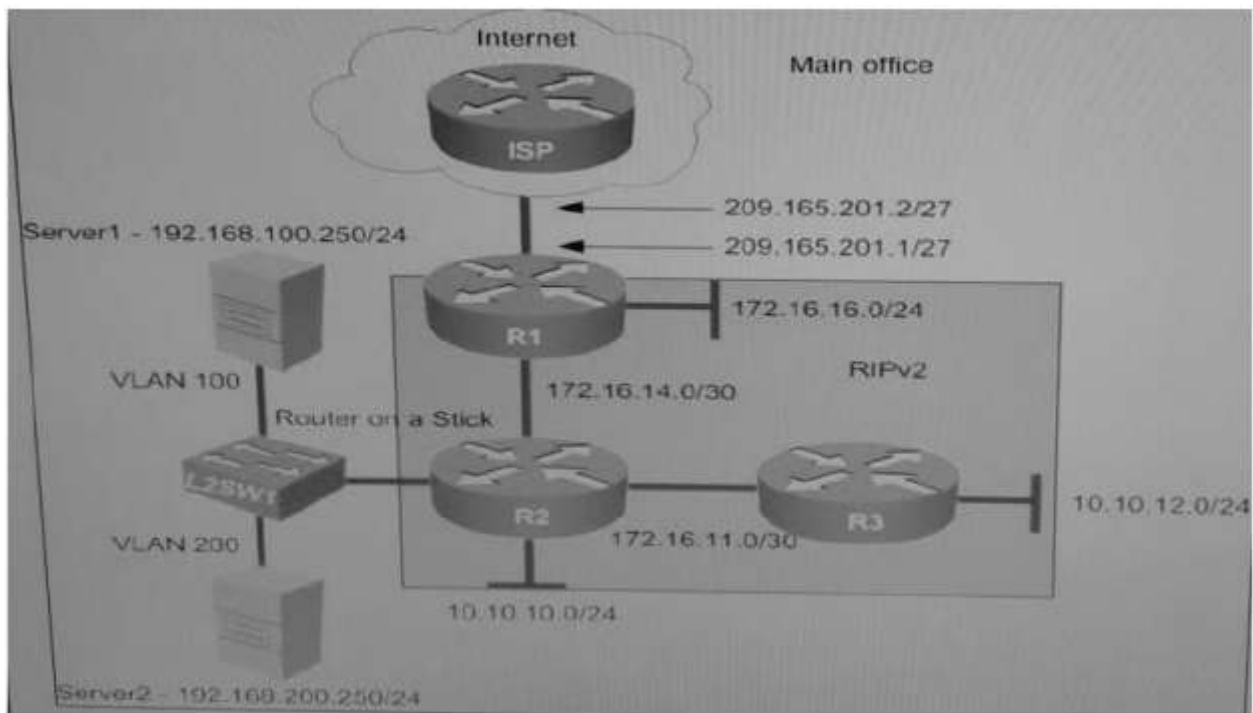 Internet
Main office
ISP
209.165.201.2/27
Server1 - 192.168.100.250/24
209.165.201.1/27
172.16.16.0/24
R1
RIPv2
VLAN 100
172.16.14.0/30
Router on a Stick
L2SW1
R2
R3
10.10.12.0/24
VLAN 200
172.16.11.0/30
10.10.10.0/24
Server2 - 192.168.200.250/24